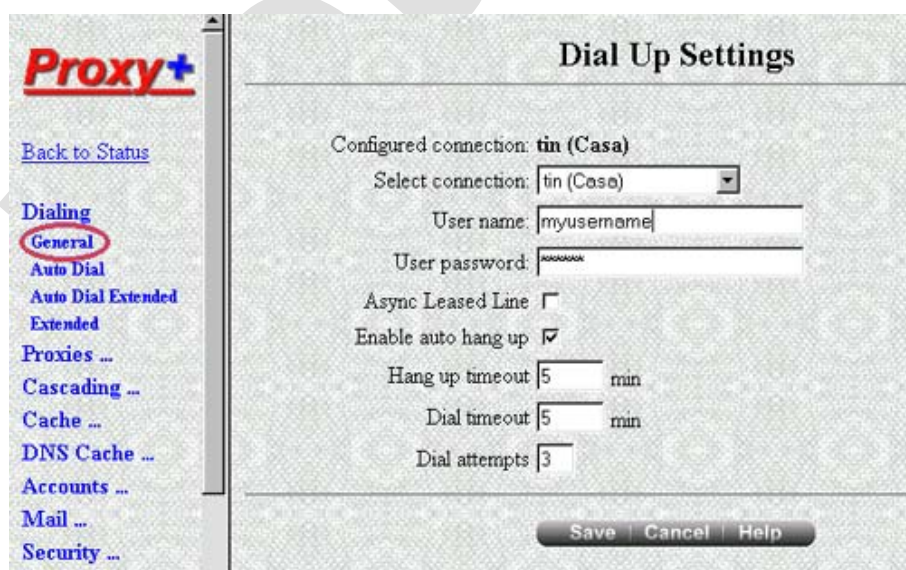 Proxy+
Back to Status
Dialing
General
Auto Dial
Auto Dial Extended
Extended
Proxies ...
Cascading ...
Cache ...
DNS Cache ...
Accounts ...
Mail ...
Security ...
Dial Up Settings
Configured connection: tin (Casa)
Select connection: tin (Casa)
User name: myusername
User password: *******
Async Leased Line
Enable auto hang up
Hang up timeout 5 min
Dial timeout 5 min
Dial attempts 3
Save | Cancel | Help